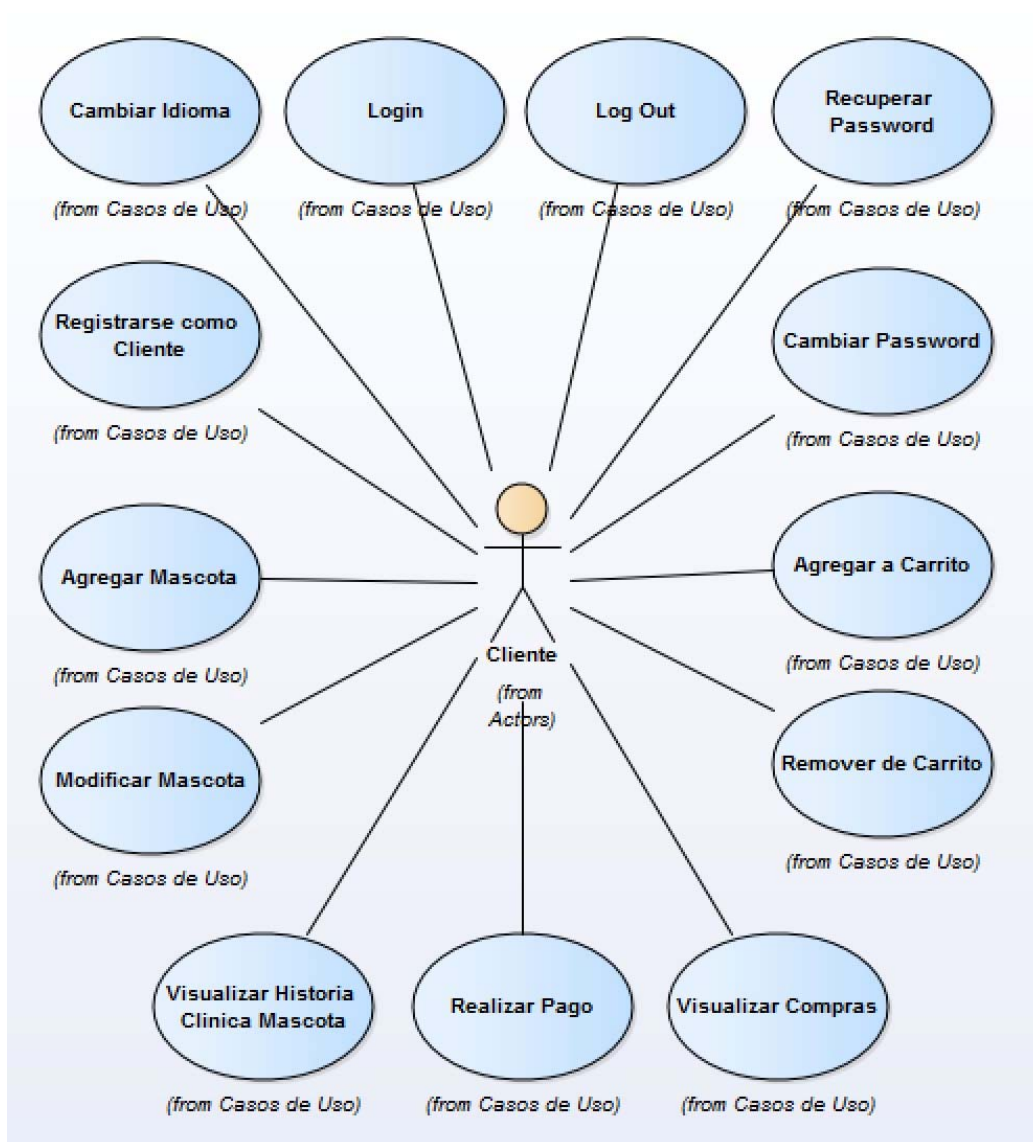 Cambiar Idioma
(from Casos de Uso)
Login
(from Casos de Uso)
Log Out
(from Casos de Uso)
Recuperar
Password
(from Casos de Uso)
Registrarse como
Cliente
(from Casos de Uso)
Cambiar Password
(from Casos de Uso)
Agregar Mascota
(from Casos de Uso)
Cliente
(from
Actors)
Agregar a Carrito
(from Casos de Uso)
Modificar Mascota
(from Casos de Uso)
Remover de Carrito
(from Casos de Uso)
Visualizar Historia
Clinica Mascota
(from Casos de Uso)
Realizar Pago
(from Casos de Uso)
Visualizar Compras
(from Casos de Uso)